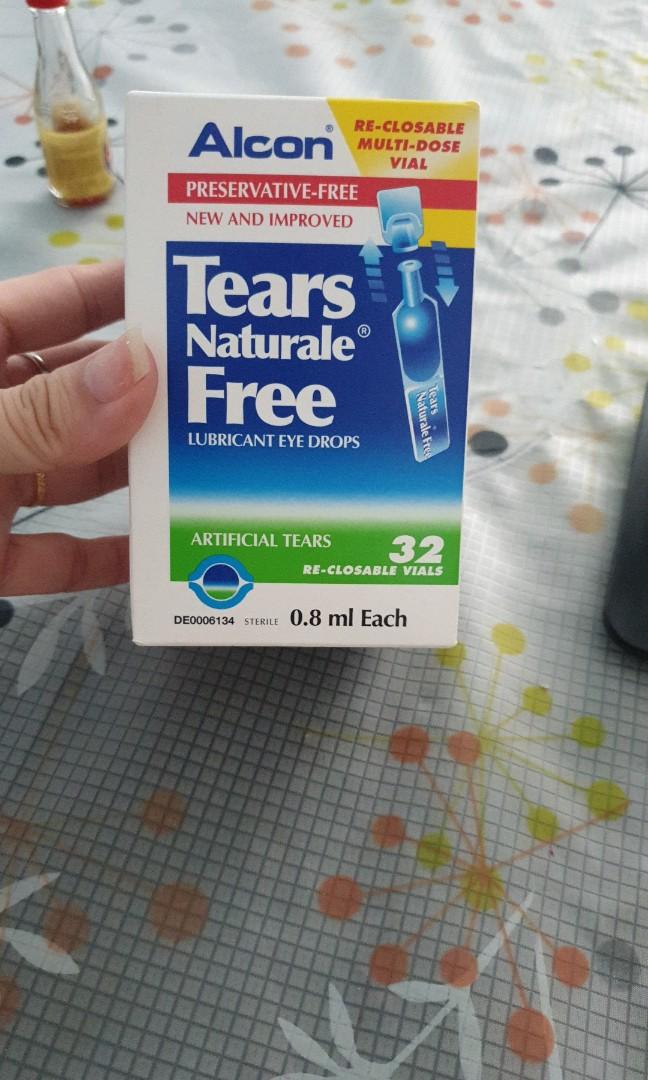 Alcon®
RE-CLOSABLE
MULTI-DOSE
VIAL
PRESERVATIVE-FREE
NEW AND IMPROVED
Tears
Naturale®
Free
LUBRICANT EYE DROPS
Tears
Naturale Free
ARTIFICIAL TEARS
32
RE-CLOSABLE VIALS
DE0006134 STERILE 0.8 ml Each